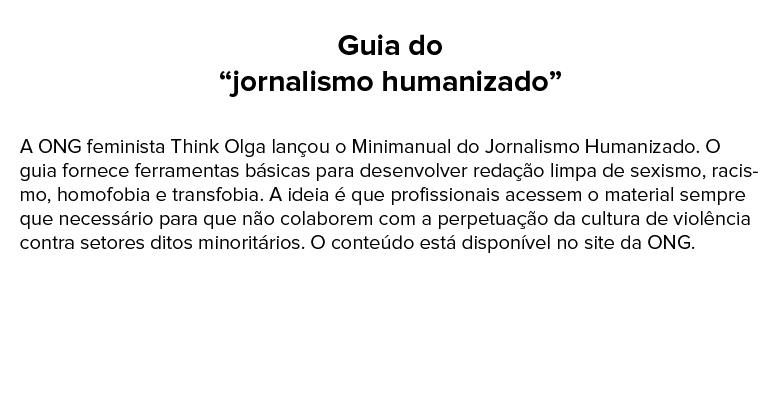 Guia do
“jornalismo humanizado”
A ONG feminista Think Olga lançou o Minimanual do Jornalismo Humanizado. O
guia fornece ferramentas básicas para desenvolver redação limpa de sexismo, racis-
mo, homofobia e transfobia. A ideia é que profissionais acessem o material sempre
que necessário para que não colaborem com a perpetuação da cultura de violência
contra setores ditos minoritários. O conteúdo está disponível no site da ONG.